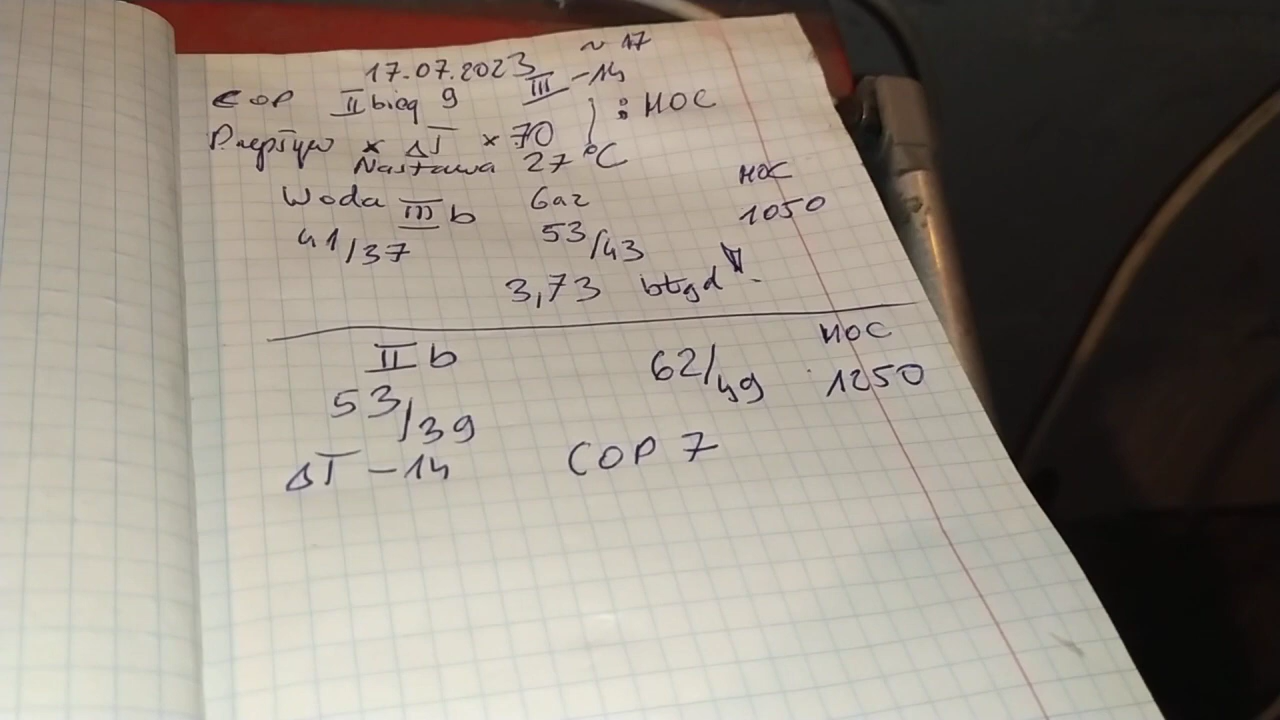 ~ 17
17.07.2023 III -14
COP II bieg 9
Przepływ × ΔT × 70 ) : MOC
Nastawa 27 °C
Woda III b Gaz MOC
41/37 53/43 1050
3,73 błąd
II b 62/49 MOC
53/39 1250
ΔT - 14 COP 7